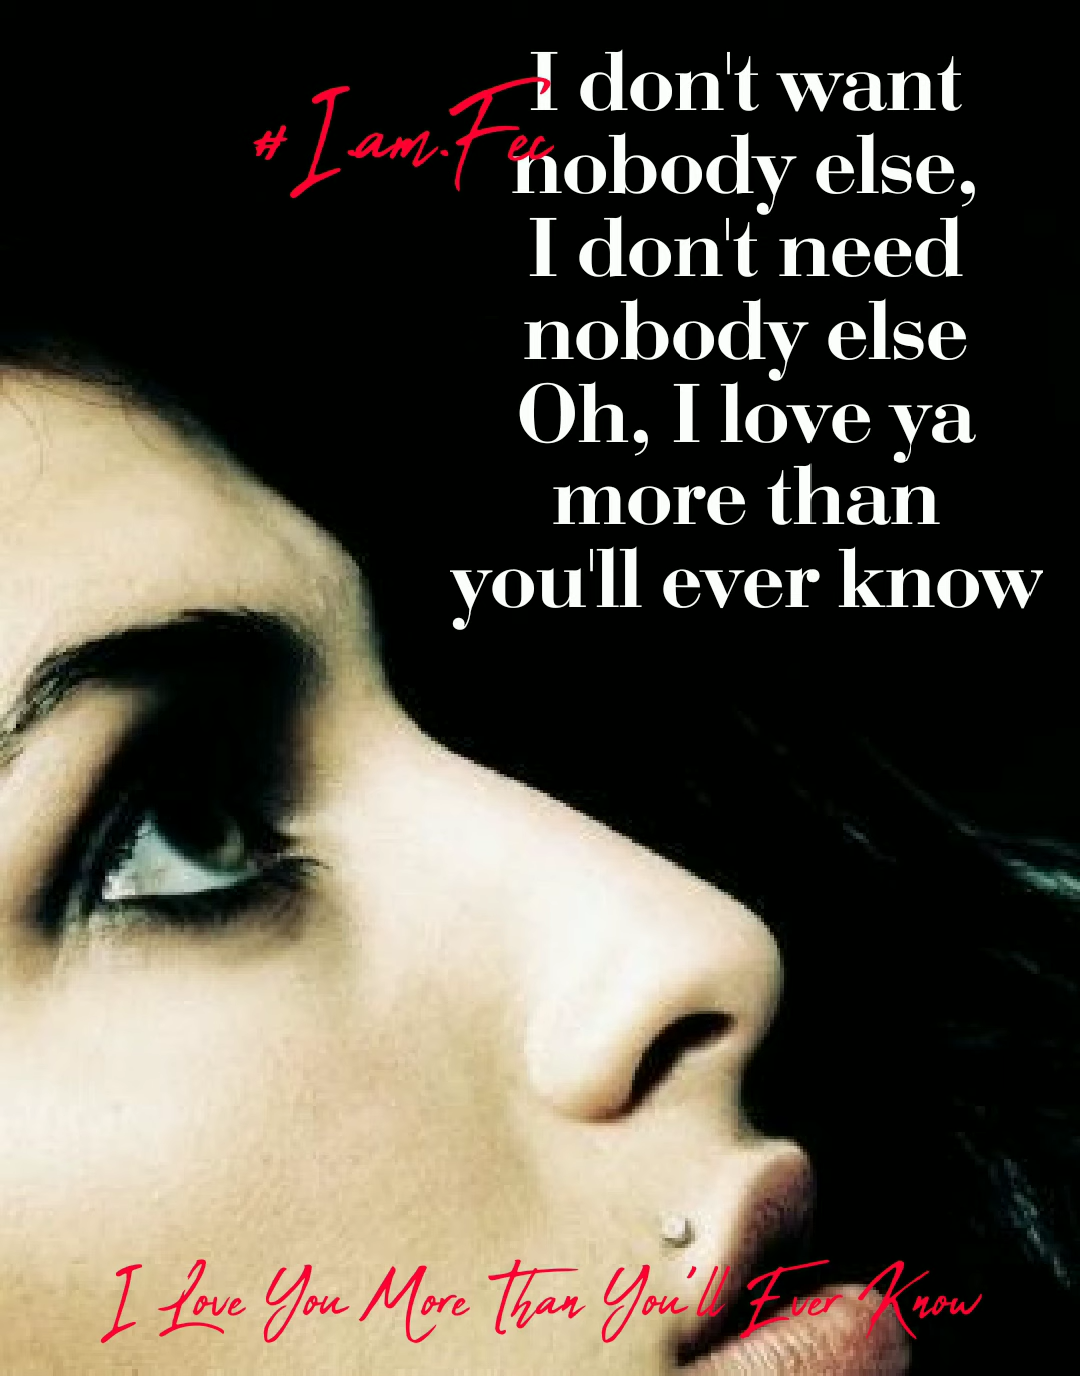 #I.am.Fec
I don't want
nobody else,
I don't need
nobody else
Oh, I love ya
more than
you'll ever know
I Love You More Than You'll Ever Know